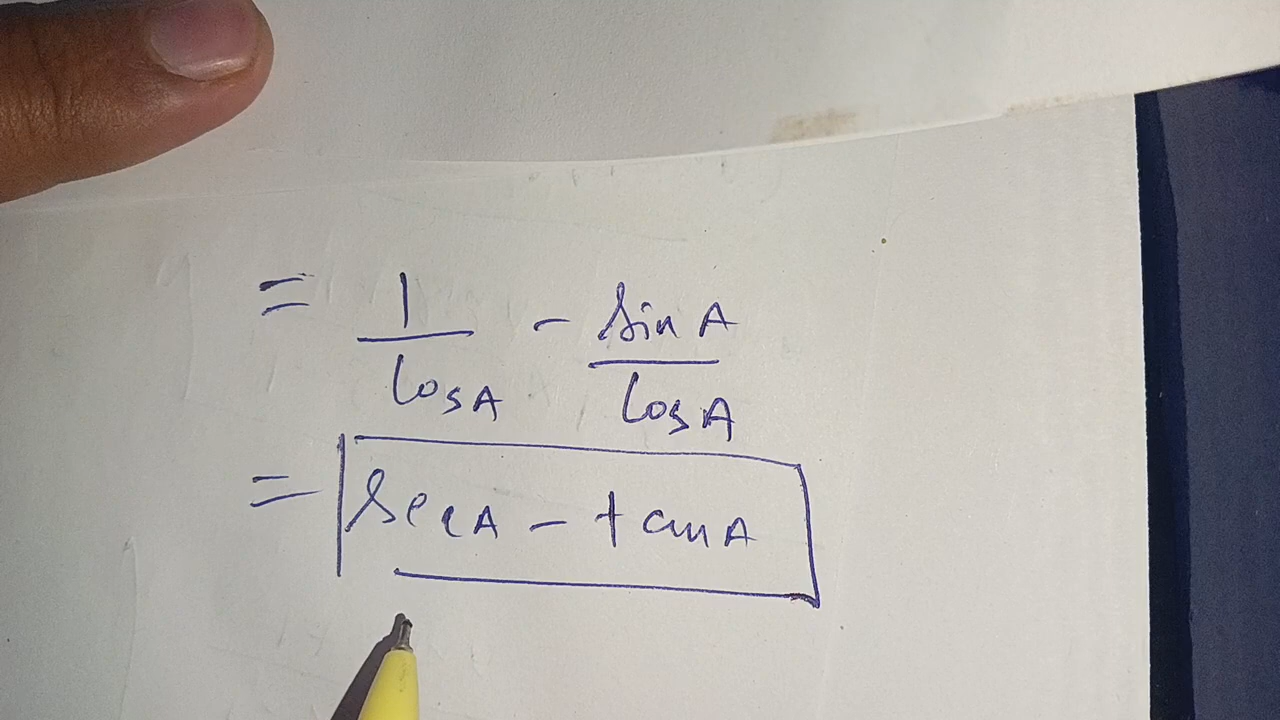 = 1/cosA - sinA/cosA
= secA - tanA